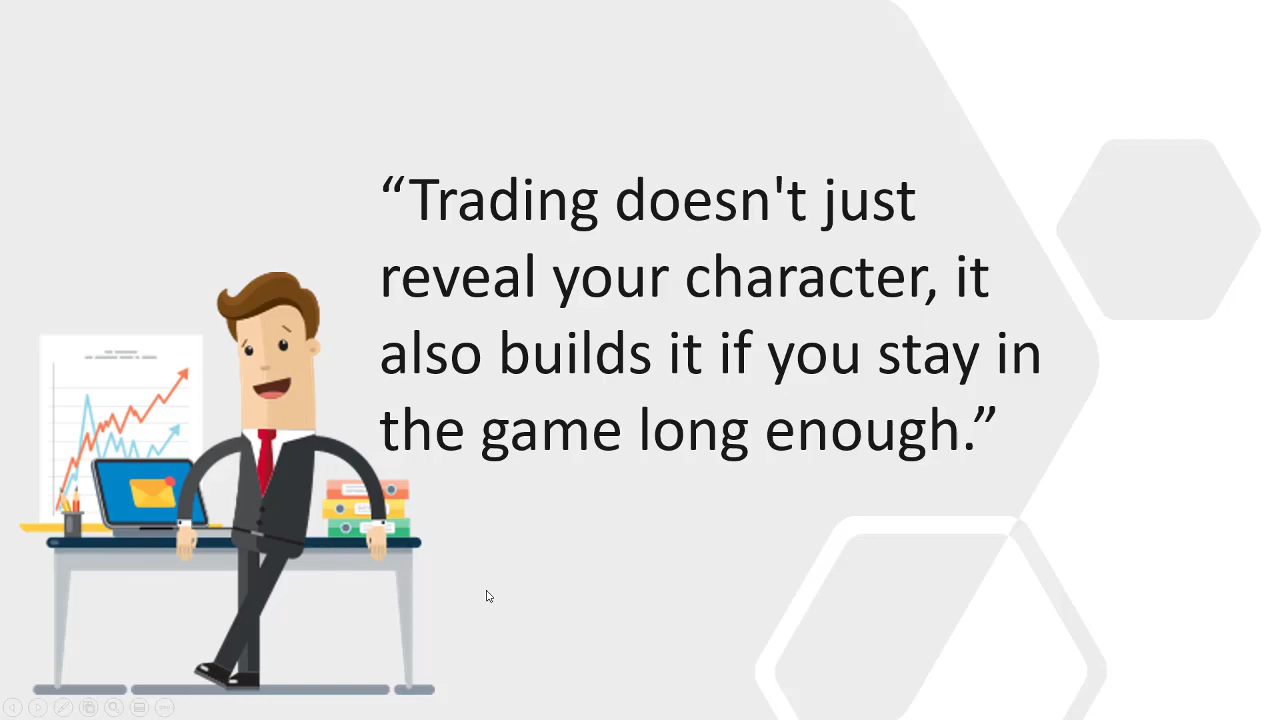 “Trading doesn't just
reveal your character, it
also builds it if you stay in
the game long enough.”